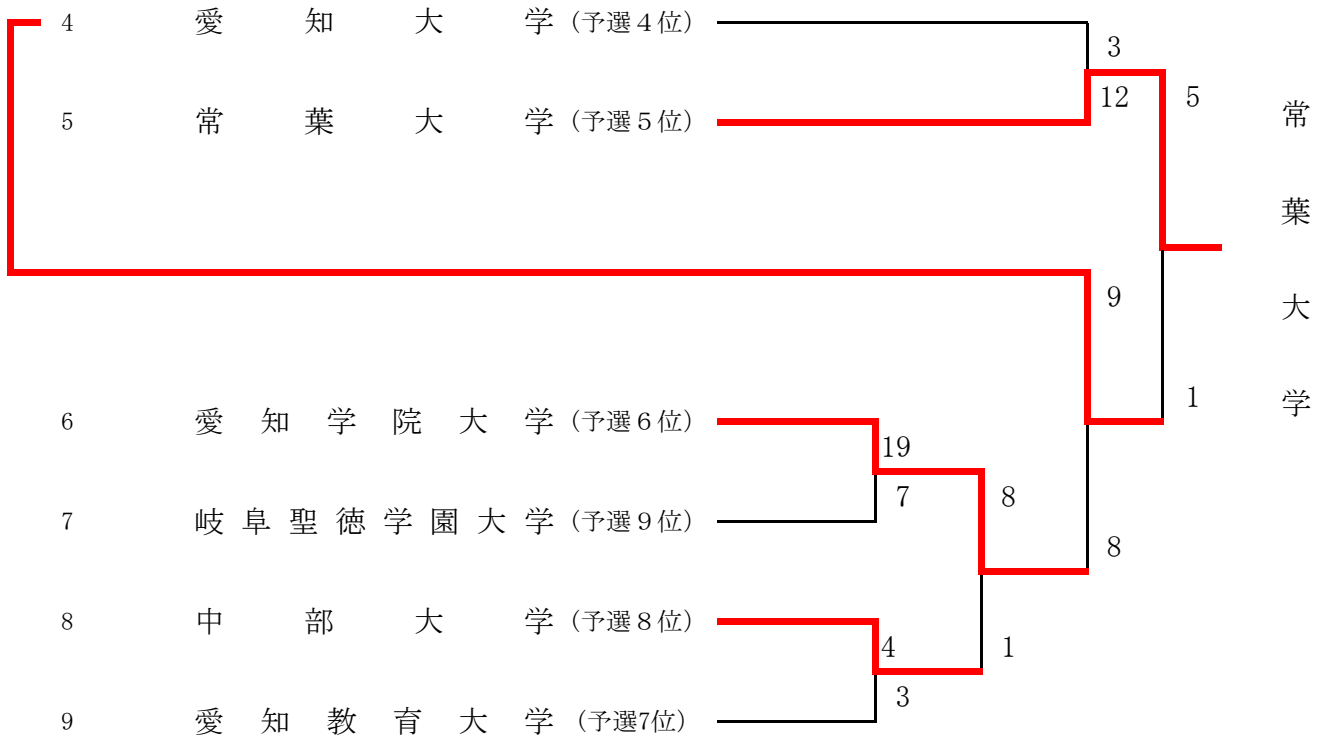 4 愛知大学 (予選４位)
3
12
5
5 常葉大学 (予選５位)
常葉大学
9
1
6 愛知学院大学 (予選６位)
19
7
8
7 岐阜聖徳学園大学 (予選９位)
8
8 中部大学 (予選８位)
4
3
1
9 愛知教育大学 (予選7位)